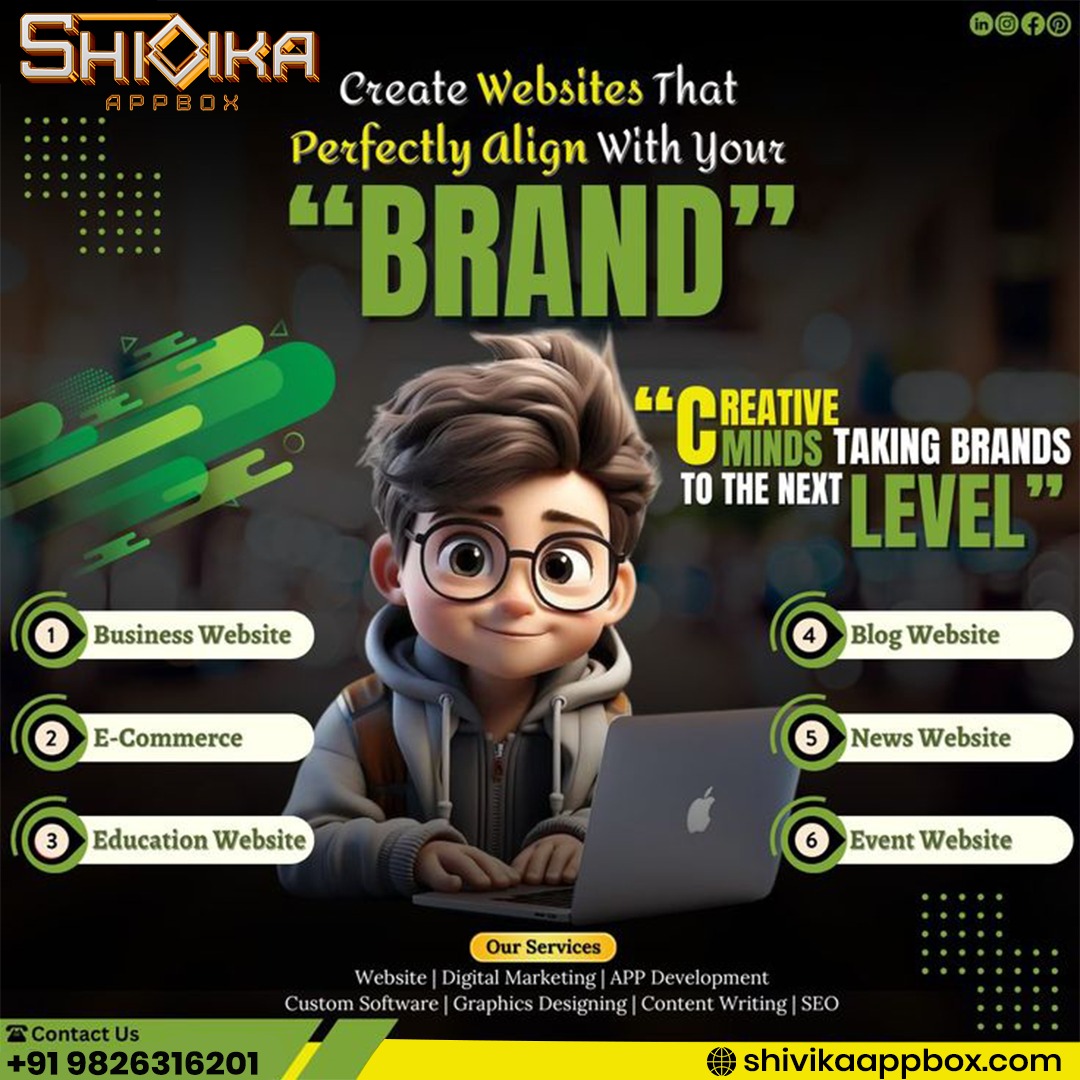 SHIVIKA
APPBOX
Create Websites That
Perfectly Align With Your
“BRAND”
“CREATIVE
MINDS TAKING BRANDS
TO THE NEXT LEVEL”
1 Business Website
2 E-Commerce
3 Education Website
4 Blog Website
5 News Website
6 Event Website
Our Services
Website | Digital Marketing | APP Development
Custom Software | Graphics Designing | Content Writing | SEO
Contact Us
+91 9826316201
shivikaappbox.com